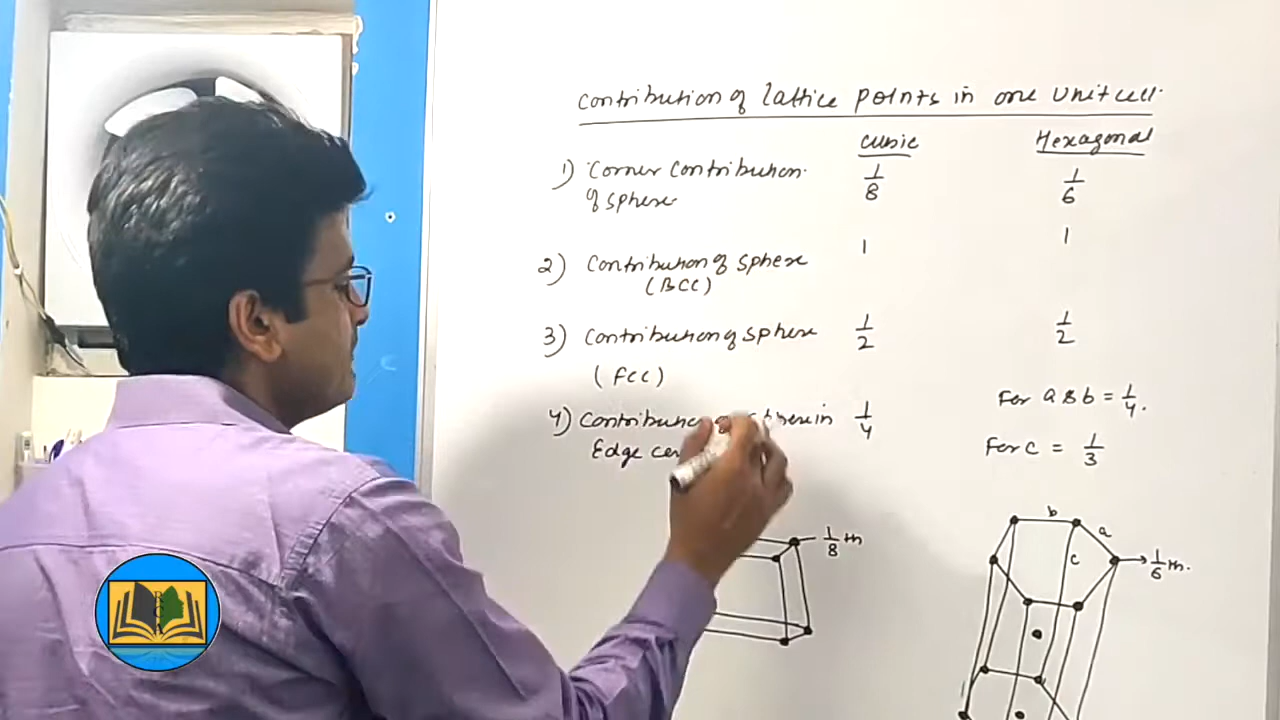 Contribution of lattice points in one unit cell.
Cubic Hexagonal
1) Corner Contribution 1/8 1/6
of sphere
2) Contribution of sphere 1 1
(BCC)
3) Contribution of sphere 1/2 1/2
(FCC)
For a & b = 1/4.
4) Contribution in 1/4
Edge
For c = 1/3
b
a
c
1/8 th
1/6 th.